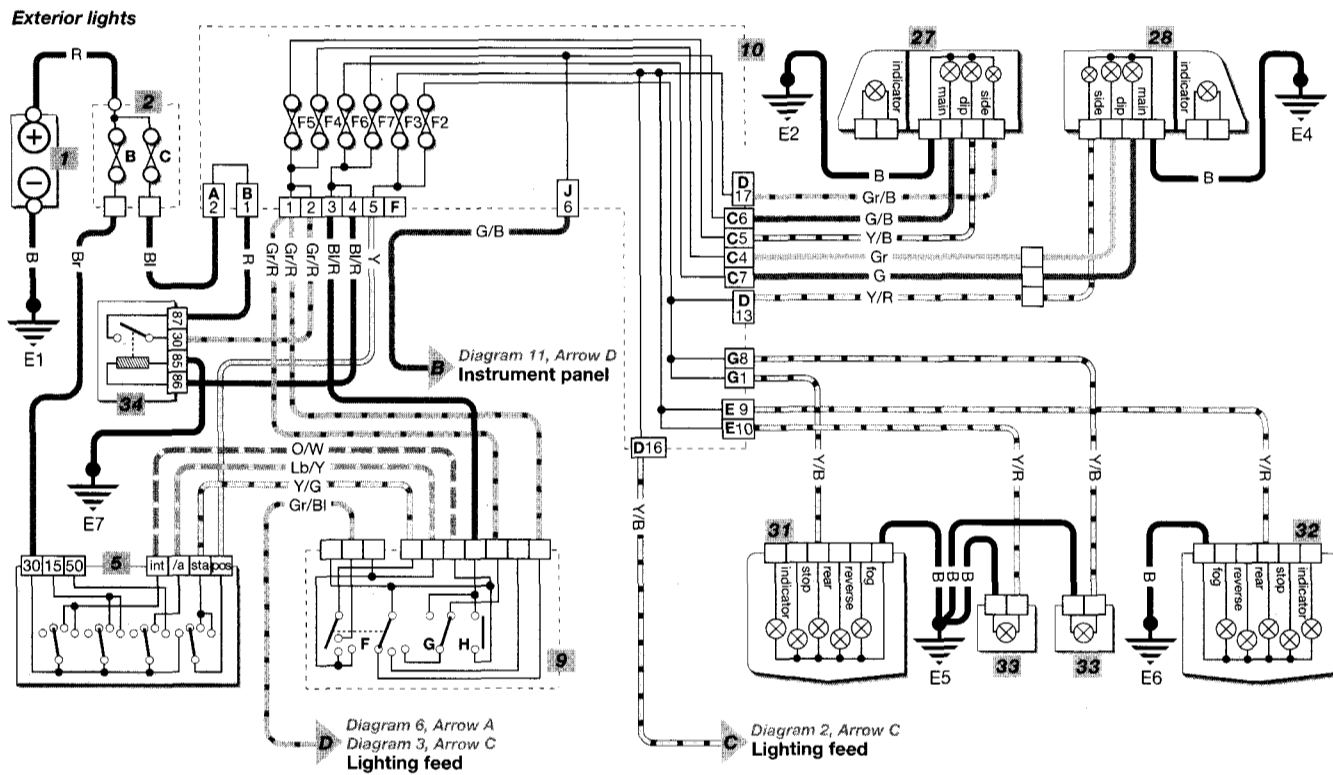 Exterior lights
R
2
B
C
1
B
E1
Br
Bl
A
2
B
1
R
F5
F4
F6
F7
F3
F2
1
2
3
4
5
F
J
6
G/B
Gr/R
Gr/R
Gr/R
Bl/R
Bl/R
Y
87
30
85
86
34
E7
B
Diagram 11, Arrow D
Instrument panel
10
27
indicator
main
dip
side
E2
B
28
side
dip
main
indicator
E4
B
D
17
Gr/B
C6
G/B
C5
Y/B
C4
Gr
C7
G
D
13
Y/R
G8
G1
E 9
E10
D16
Y/B
Y/B
Y/R
Y/B
Y/R
O/W
Lb/Y
Y/G
Gr/Bl
30
15
50
5
int
/a
sta
pos
F
G
H
9
31
indicator
stop
rear
reverse
fog
B
B
B
E5
33
33
B
E6
32
fog
reverse
rear
stop
indicator
D
Diagram 6, Arrow A
Diagram 3, Arrow C
Lighting feed
C
Diagram 2, Arrow C
Lighting feed